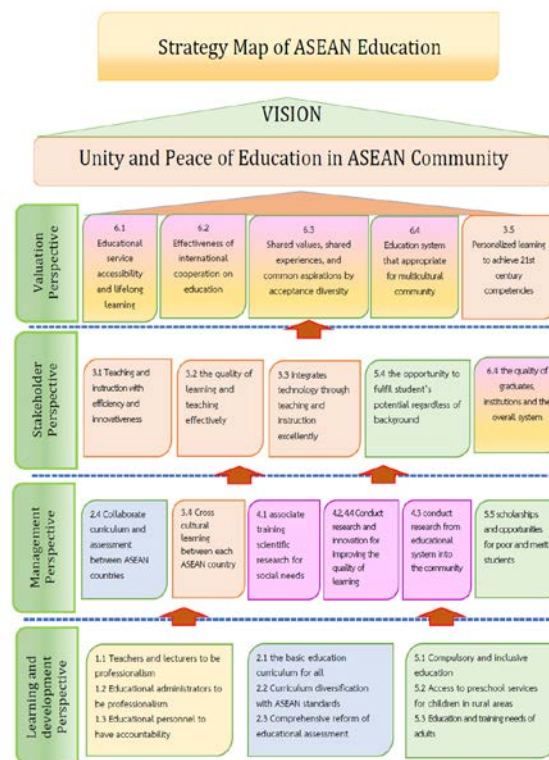 Strategy Map of ASEAN Education
VISION
Unity and Peace of Education in ASEAN Community
Valuation
Perspective
6.1
Educational
service
accessibility
and lifelong
learning
6.2
Effectiveness of
international
cooperation on
education
6.3
Shared values, shared
experiences, and
common aspirations by
acceptance diversity
6.4
Education system
that appropriate
for multicultural
community
3.5
Personalized learning
to achieve 21st
century
competencies
Stakeholder
Perspective
3.1 Teaching and
instruction with
efficiency and
innovativeness
3.2 the quality of
learning and
teaching
effectively
3.3 Integrates
technology through
teaching and
instruction
excellently
5.4 the opportunity to
fulfil student's
potential regardless of
background
6.4 the quality of
graduates,
institutions and the
overall system
Management
Perspective
2.4 Collaborate
curriculum and
assessment
between ASEAN
countries
3.4 Cross
cultural
learning
between each
ASEAN country
4.1 associate
training
scientific
research for
social needs
4.2, 4.4 Conduct
research and
innovation for
improving the
quality of
learning
4.3 conduct
research from
educational
system into
the community
5.5 scholarships
and opportunities
for poor and merit
students
Learning and
development
Perspective
1.1 Teachers and lecturers to be
professionalism
1.2 Educational administrators to
be professionalism
1.3 Educational personnel to
have accountability
2.1 the basic education
curriculum for all
2.2 Curriculum diversification
with ASEAN standards
2.3 Comprehensive reform of
educational assessment
5.1 Compulsory and inclusive
education
5.2 Access to preschool services
for children in rural areas
5.3 Education and training needs of
adults